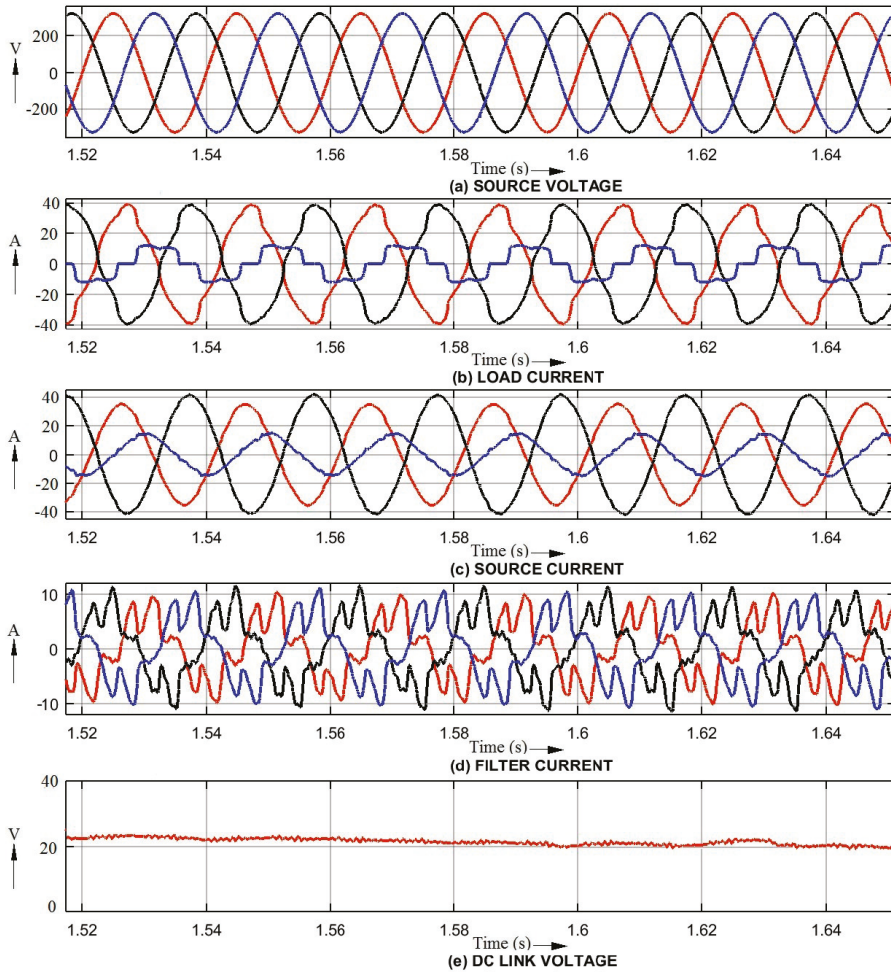 V
200
0
-200
1.52 1.54 1.56 1.58 1.6 1.62 1.64
Time (s)
(a) SOURCE VOLTAGE
A
40
20
0
-20
-40
1.52 1.54 1.56 1.58 1.6 1.62 1.64
Time (s)
(b) LOAD CURRENT
A
40
20
0
-20
-40
1.52 1.54 1.56 1.58 1.6 1.62 1.64
Time (s)
(c) SOURCE CURRENT
A
10
0
-10
1.52 1.54 1.56 1.58 1.6 1.62 1.64
Time (s)
(d) FILTER CURRENT
V
40
20
0
1.52 1.54 1.56 1.58 1.6 1.62 1.64
Time (s)
(e) DC LINK VOLTAGE